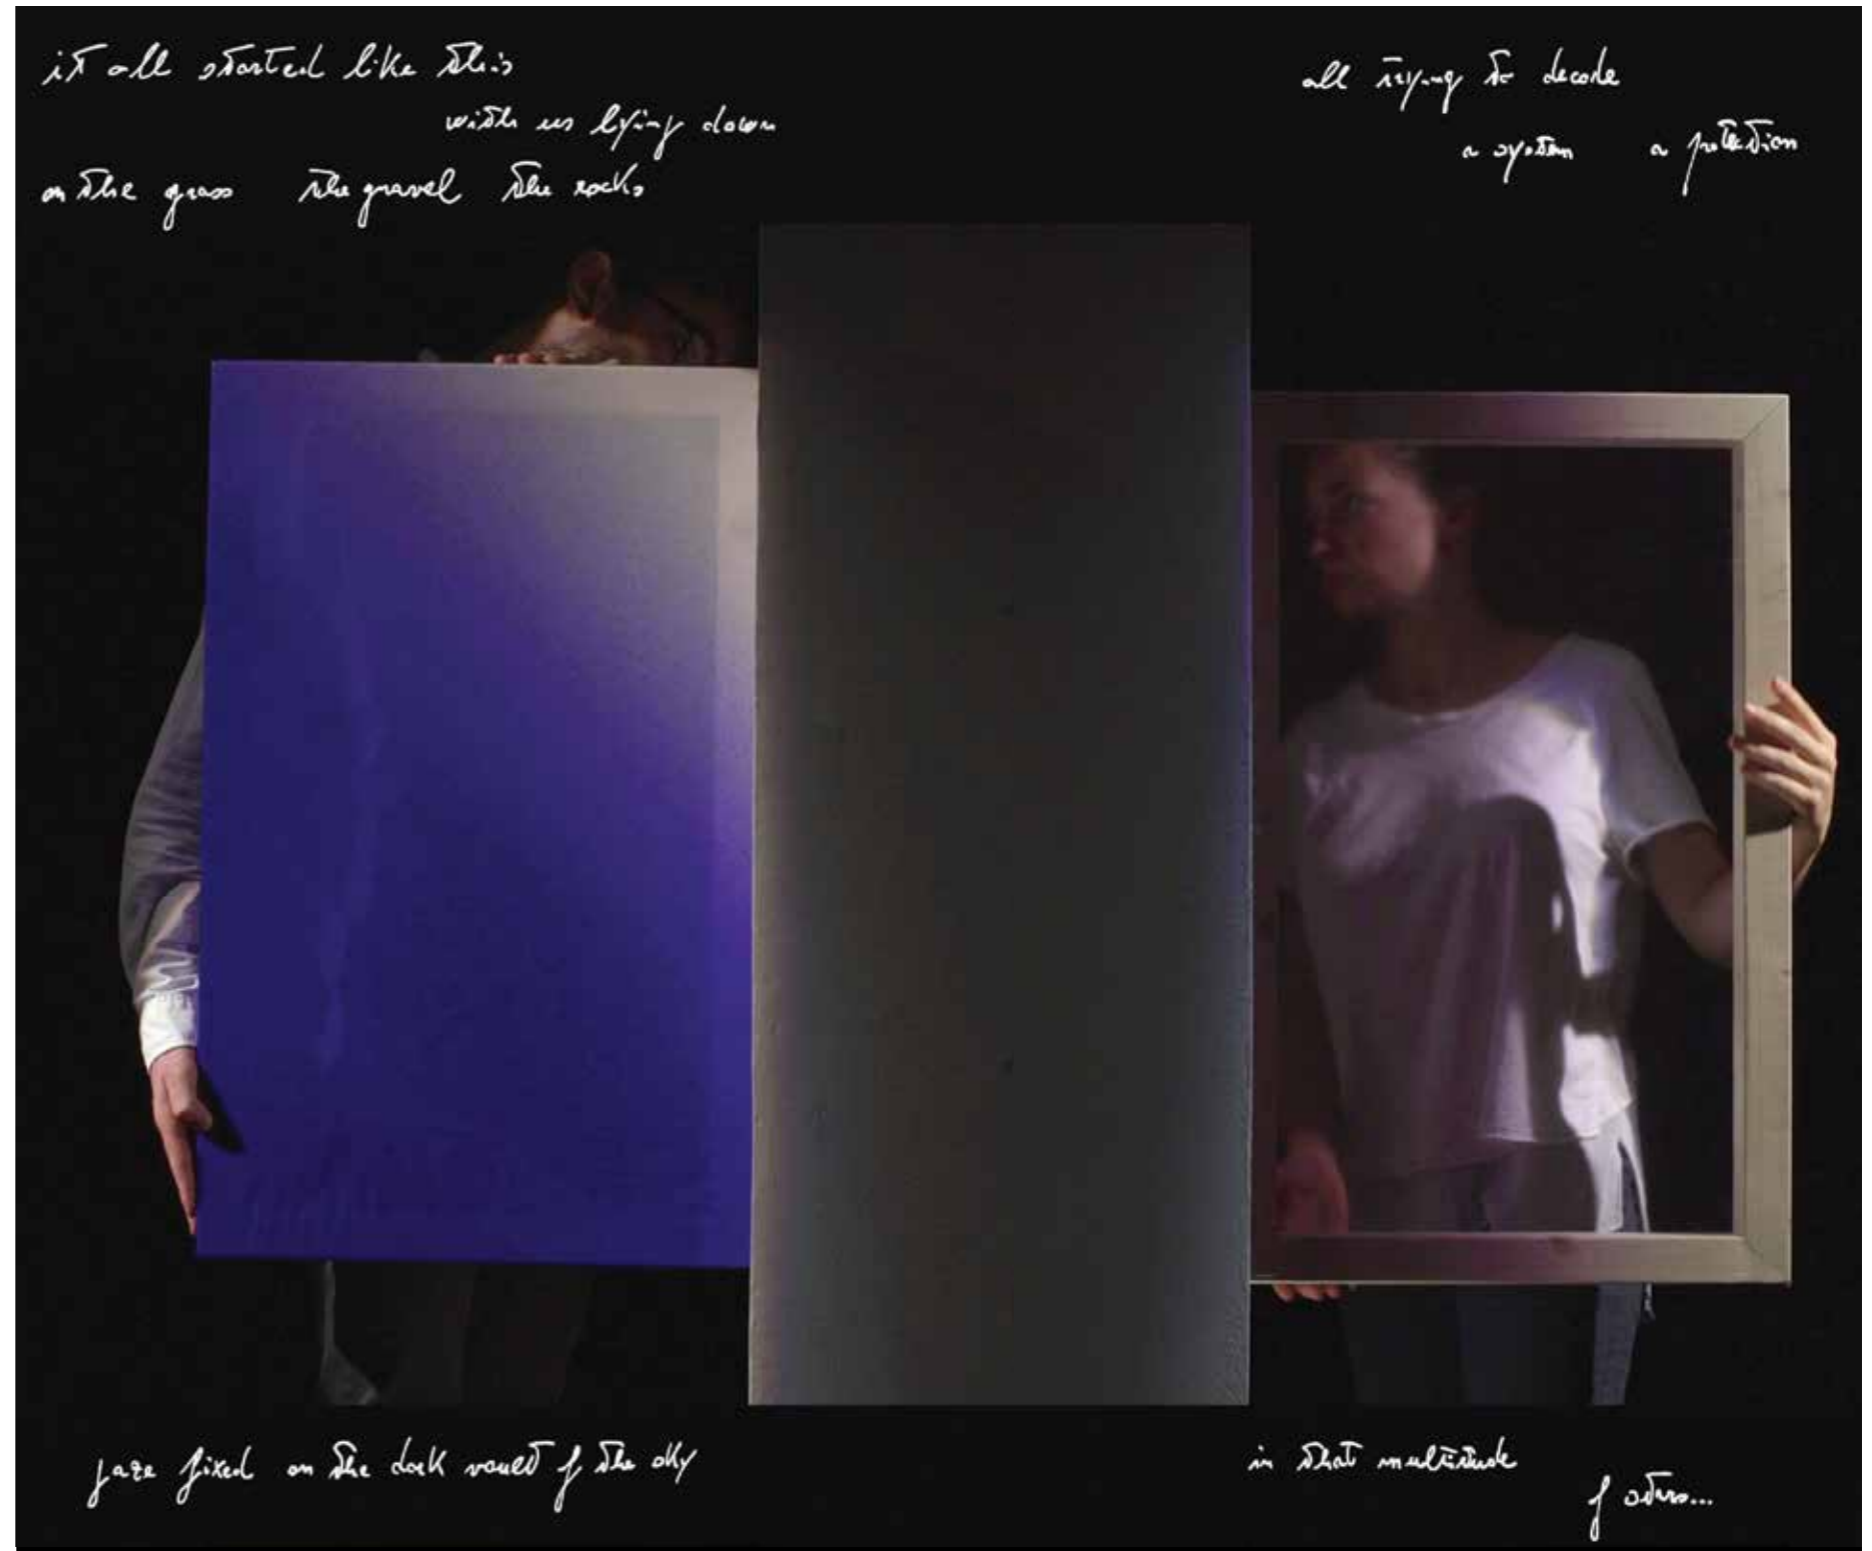 it all started like this
with us lying down
on the grass the gravel the rocks
gaze fixed on the dark vault of the sky
all trying to decode
a system a protection
in that multitude
of stars...